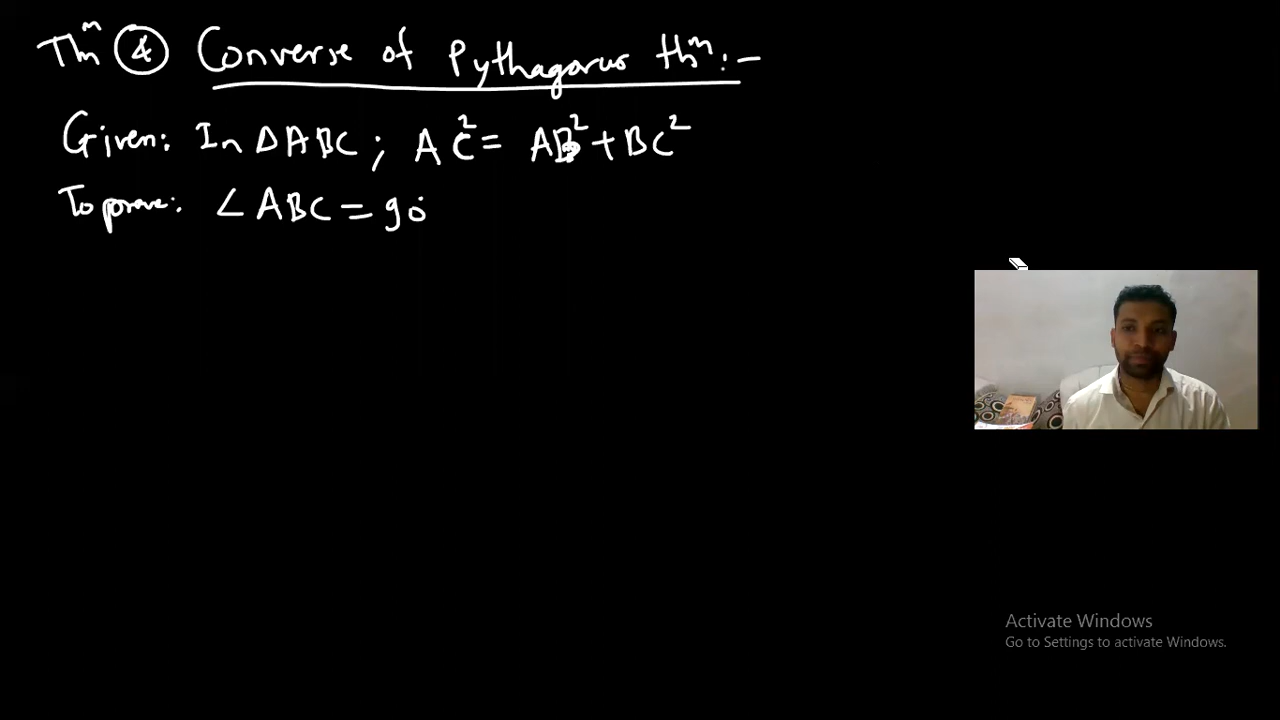 Thᵐ ④ Converse of Pythagorus thᵐ:-
Given: In ΔABC; AC² = AB² + BC²
To prove: ∠ABC = 90°
Activate Windows
Go to Settings to activate Windows.